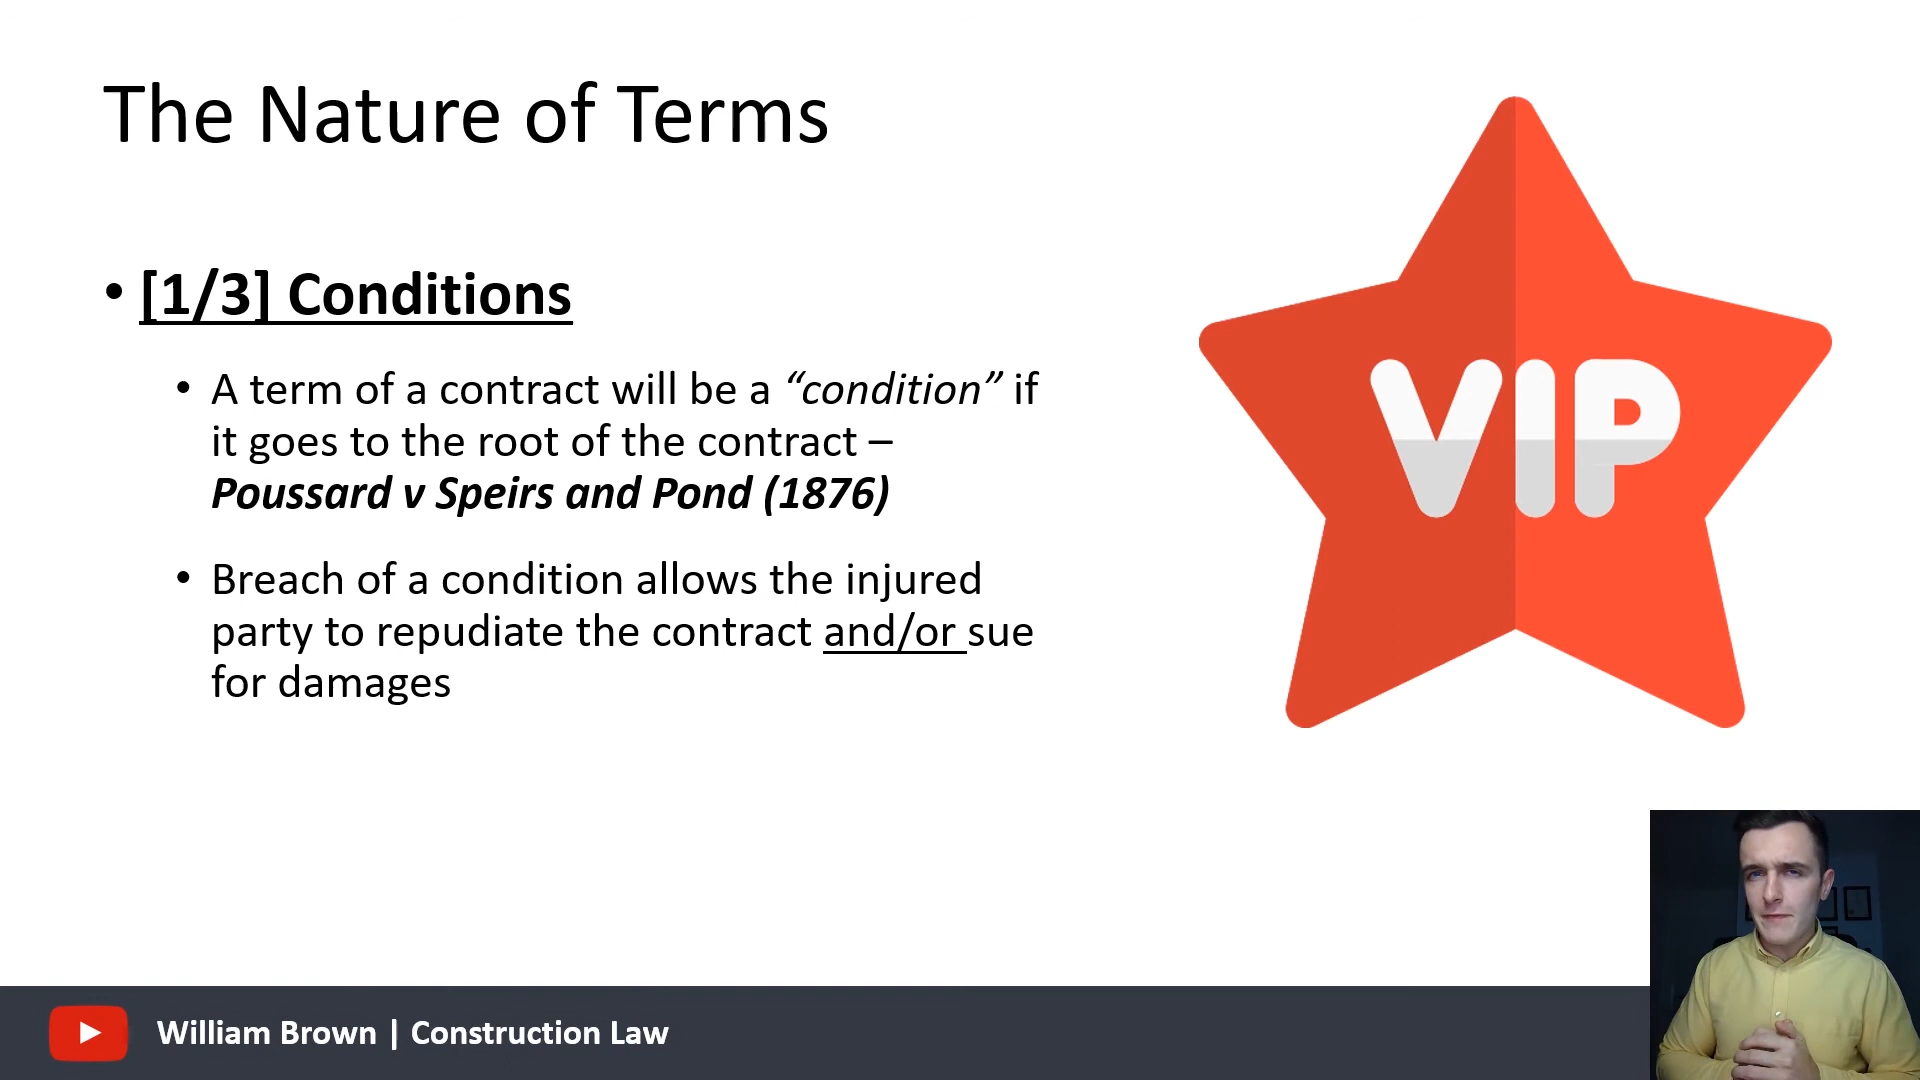 The Nature of Terms
• [1/3] Conditions
• A term of a contract will be a “condition” if
it goes to the root of the contract –
Poussard v Speirs and Pond (1876)
• Breach of a condition allows the injured
party to repudiate the contract and/or sue
for damages
VIP
William Brown | Construction Law